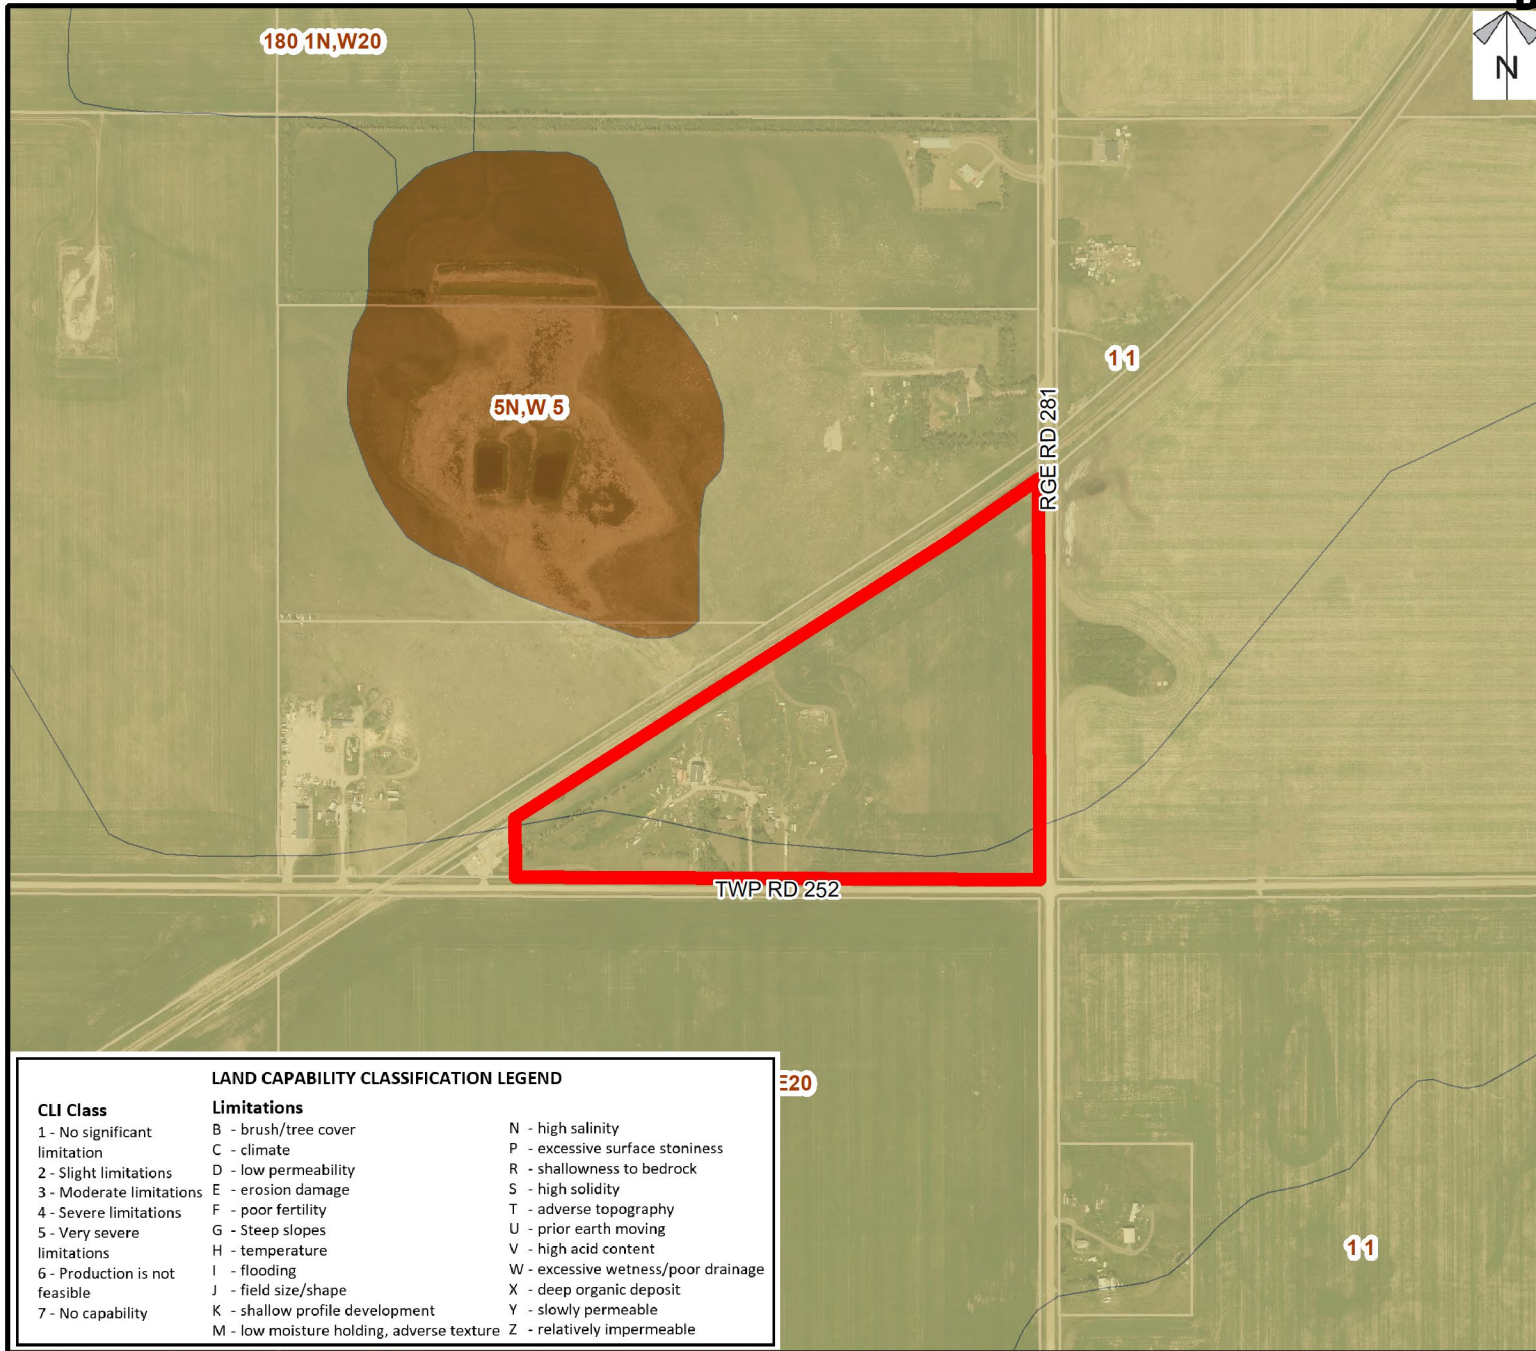 180 1N,W20
N
11
RGE RD 281
5N,W 5
TWP RD 252
E20
11
LAND CAPABILITY CLASSIFICATION LEGEND
CLI Class
1 - No significant
limitation
2 - Slight limitations
3 - Moderate limitations
4 - Severe limitations
5 - Very severe
limitations
6 - Production is not
feasible
7 - No capability
Limitations
B - brush/tree cover
C - climate
D - low permeability
E - erosion damage
F - poor fertility
G - Steep slopes
H - temperature
I - flooding
J - field size/shape
K - shallow profile development
M - low moisture holding, adverse texture
N - high salinity
P - excessive surface stoniness
R - shallowness to bedrock
S - high solidity
T - adverse topography
U - prior earth moving
V - high acid content
W - excessive wetness/poor drainage
X - deep organic deposit
Y - slowly permeable
Z - relatively impermeable